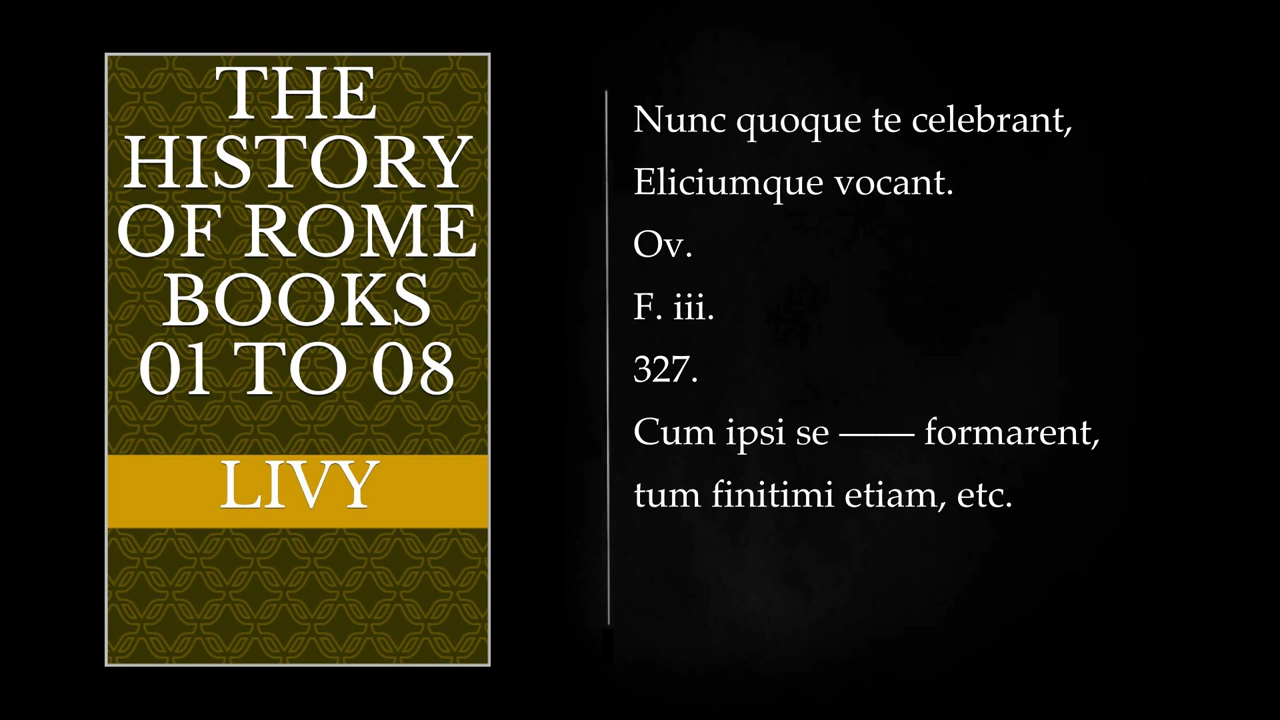 THE
HISTORY
OF ROME
BOOKS
01 TO 08
LIVY
Nunc quoque te celebrant,
Eliciumque vocant.
Ov.
F. iii.
327.
Cum ipsi se —— formarent,
tum finitimi etiam, etc.